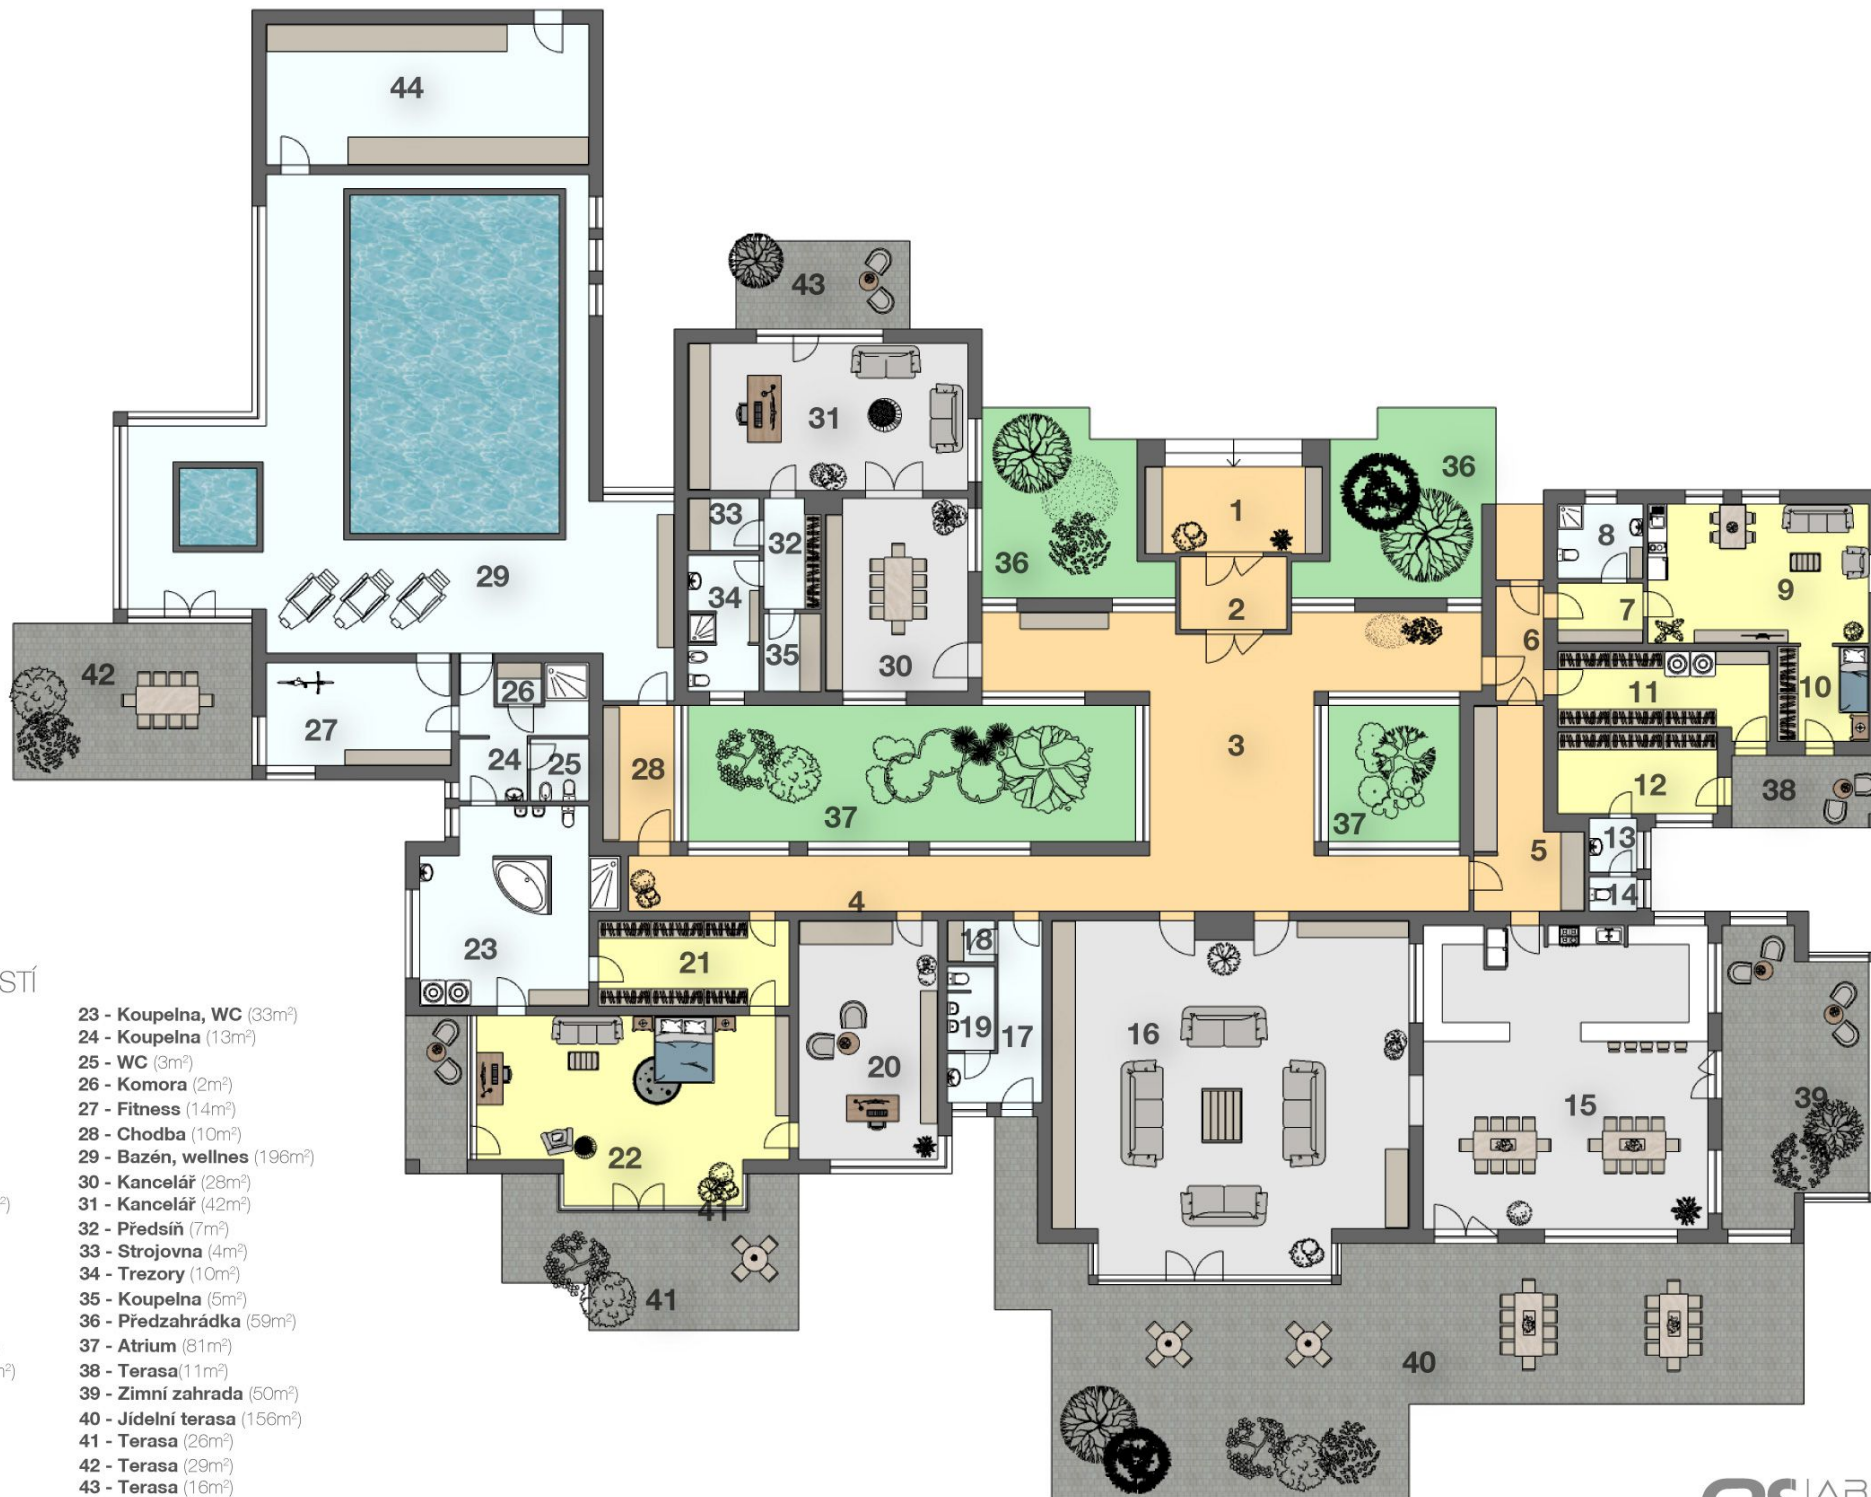 44
43
31
36
1
36
33
32
8
29
34
2
7
9
30
35
6
42
26
11
10
27
3
24
25
28
12
38
37
37
13
5
14
4
18
23
21
16
19
17
20
15
39
22
41
41
40
STÍ
23 - Koupelna, WC (33m²)
24 - Koupelna (13m²)
25 - WC (3m²)
26 - Komora (2m²)
27 - Fitness (14m²)
28 - Chodba (10m²)
29 - Bazén, wellnes (196m²)
30 - Kancelář (28m²)
²) 31 - Kancelář (42m²)
32 - Předsíň (7m²)
33 - Strojovna (4m²)
34 - Trezory (10m²)
35 - Koupelna (5m²)
36 - Předzahrádka (59m²)
37 - Atrium (81m²)
m²) 38 - Terasa(11m²)
39 - Zimní zahrada (50m²)
40 - Jídelní terasa (156m²)
41 - Terasa (26m²)
42 - Terasa (29m²)
43 - Terasa (16m²)